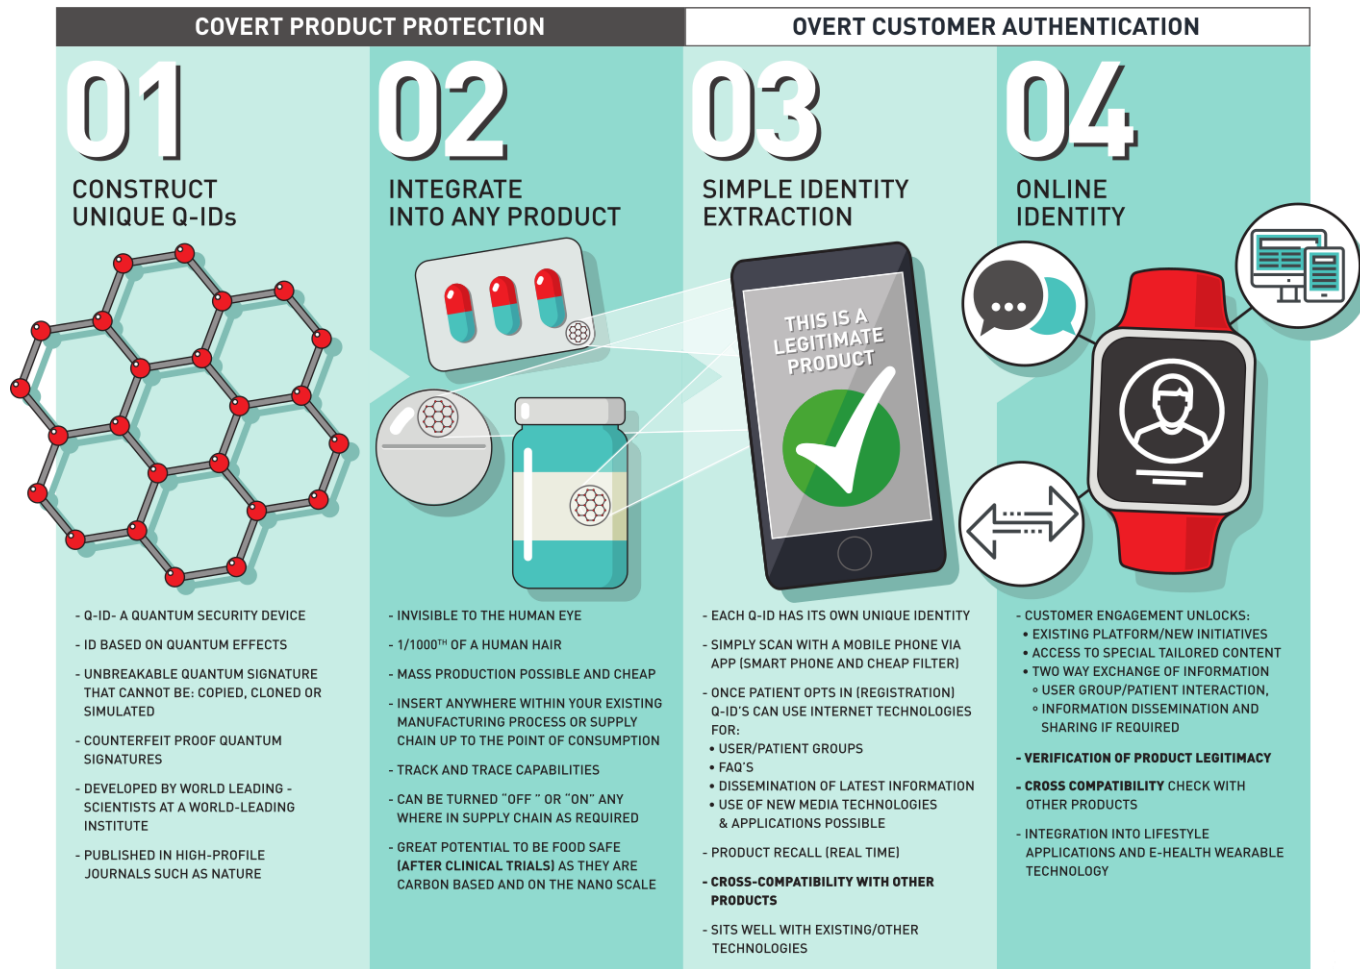 COVERT PRODUCT PROTECTION
OVERT CUSTOMER AUTHENTICATION
01
CONSTRUCT
UNIQUE Q-IDs
- Q-ID- A QUANTUM SECURITY DEVICE
- ID BASED ON QUANTUM EFFECTS
- UNBREAKABLE QUANTUM SIGNATURE
THAT CANNOT BE: COPIED, CLONED OR
SIMULATED
- COUNTERFEIT PROOF QUANTUM
SIGNATURES
- DEVELOPED BY WORLD LEADING -
SCIENTISTS AT A WORLD-LEADING
INSTITUTE
- PUBLISHED IN HIGH-PROFILE
JOURNALS SUCH AS NATURE
02
INTEGRATE
INTO ANY PRODUCT
- INVISIBLE TO THE HUMAN EYE
- 1/1000TH OF A HUMAN HAIR
- MASS PRODUCTION POSSIBLE AND CHEAP
- INSERT ANYWHERE WITHIN YOUR EXISTING
MANUFACTURING PROCESS OR SUPPLY
CHAIN UP TO THE POINT OF CONSUMPTION
- TRACK AND TRACE CAPABILITIES
- CAN BE TURNED “OFF ” OR “ON” ANY
WHERE IN SUPPLY CHAIN AS REQUIRED
- GREAT POTENTIAL TO BE FOOD SAFE
(AFTER CLINICAL TRIALS) AS THEY ARE
CARBON BASED AND ON THE NANO SCALE
03
SIMPLE IDENTITY
EXTRACTION
THIS IS A
LEGITIMATE
PRODUCT
- EACH Q-ID HAS ITS OWN UNIQUE IDENTITY
- SIMPLY SCAN WITH A MOBILE PHONE VIA
APP (SMART PHONE AND CHEAP FILTER)
- ONCE PATIENT OPTS IN (REGISTRATION)
Q-ID'S CAN USE INTERNET TECHNOLOGIES
FOR:
• USER/PATIENT GROUPS
• FAQ'S
• DISSEMINATION OF LATEST INFORMATION
• USE OF NEW MEDIA TECHNOLOGIES
& APPLICATIONS POSSIBLE
- PRODUCT RECALL (REAL TIME)
- CROSS-COMPATIBILITY WITH OTHER
PRODUCTS
- SITS WELL WITH EXISTING/OTHER
TECHNOLOGIES
04
ONLINE
IDENTITY
- CUSTOMER ENGAGEMENT UNLOCKS:
• EXISTING PLATFORM/NEW INITIATIVES
• ACCESS TO SPECIAL TAILORED CONTENT
• TWO WAY EXCHANGE OF INFORMATION
° USER GROUP/PATIENT INTERACTION,
° INFORMATION DISSEMINATION AND
SHARING IF REQUIRED
- VERIFICATION OF PRODUCT LEGITIMACY
- CROSS COMPATIBILITY CHECK WITH
OTHER PRODUCTS
- INTEGRATION INTO LIFESTYLE
APPLICATIONS AND E-HEALTH WEARABLE
TECHNOLOGY